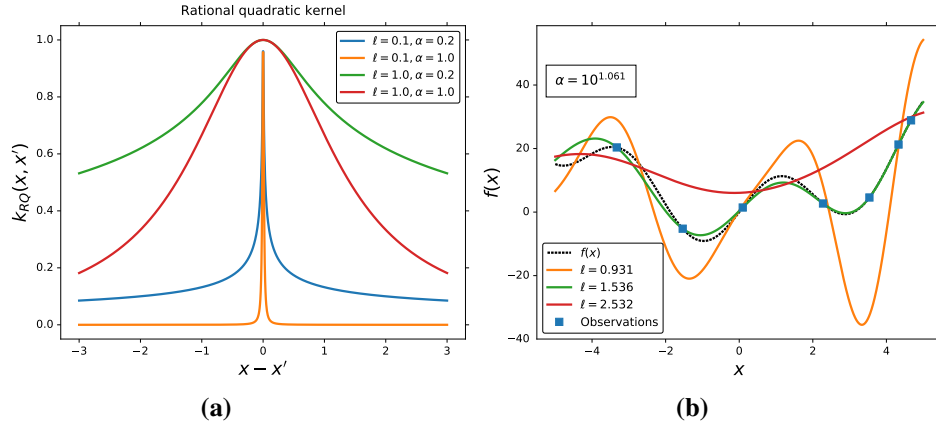 Rational quadratic kernel
1.0
0.8
0.6
0.4
0.2
0.0
k_{RQ}(x, x′)
ℓ = 0.1, α = 0.2
ℓ = 0.1, α = 1.0
ℓ = 1.0, α = 0.2
ℓ = 1.0, α = 1.0
−3 −2 −1 0 1 2 3
x − x′
(a)
60
40
20
0
−20
−40
f(x)
α = 10^{1.061}
f(x)
ℓ = 0.931
ℓ = 1.536
ℓ = 2.532
Observations
−4 −2 0 2 4
x
(b)